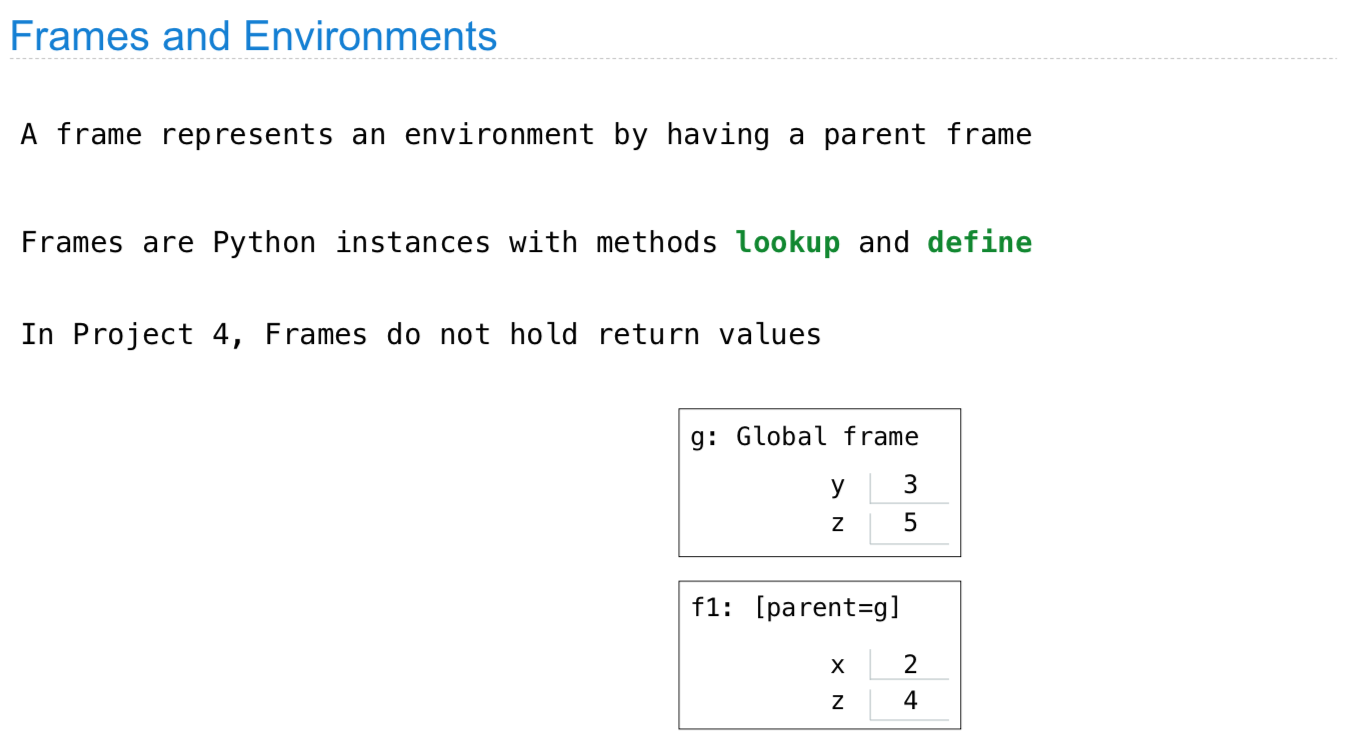 Frames and Environments
A frame represents an environment by having a parent frame
Frames are Python instances with methods lookup and define
In Project 4, Frames do not hold return values
g: Global frame
y 3
z 5
f1: [parent=g]
x 2
z 4